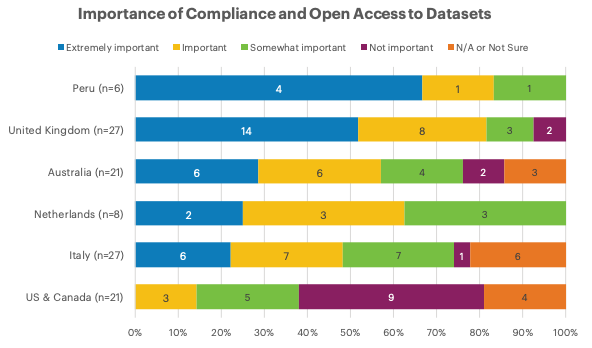 Importance of Compliance and Open Access to Datasets
Extremely important Important Somewhat important Not important N/A or Not Sure
Peru (n=6) 4 1 1
United Kingdom (n=27) 14 8 3 2
Australia (n=21) 6 6 4 2 3
Netherlands (n=8) 2 3 3
Italy (n=27) 6 7 7 1 6
US & Canada (n=21) 3 5 9 4
0% 10% 20% 30% 40% 50% 60% 70% 80% 90% 100%